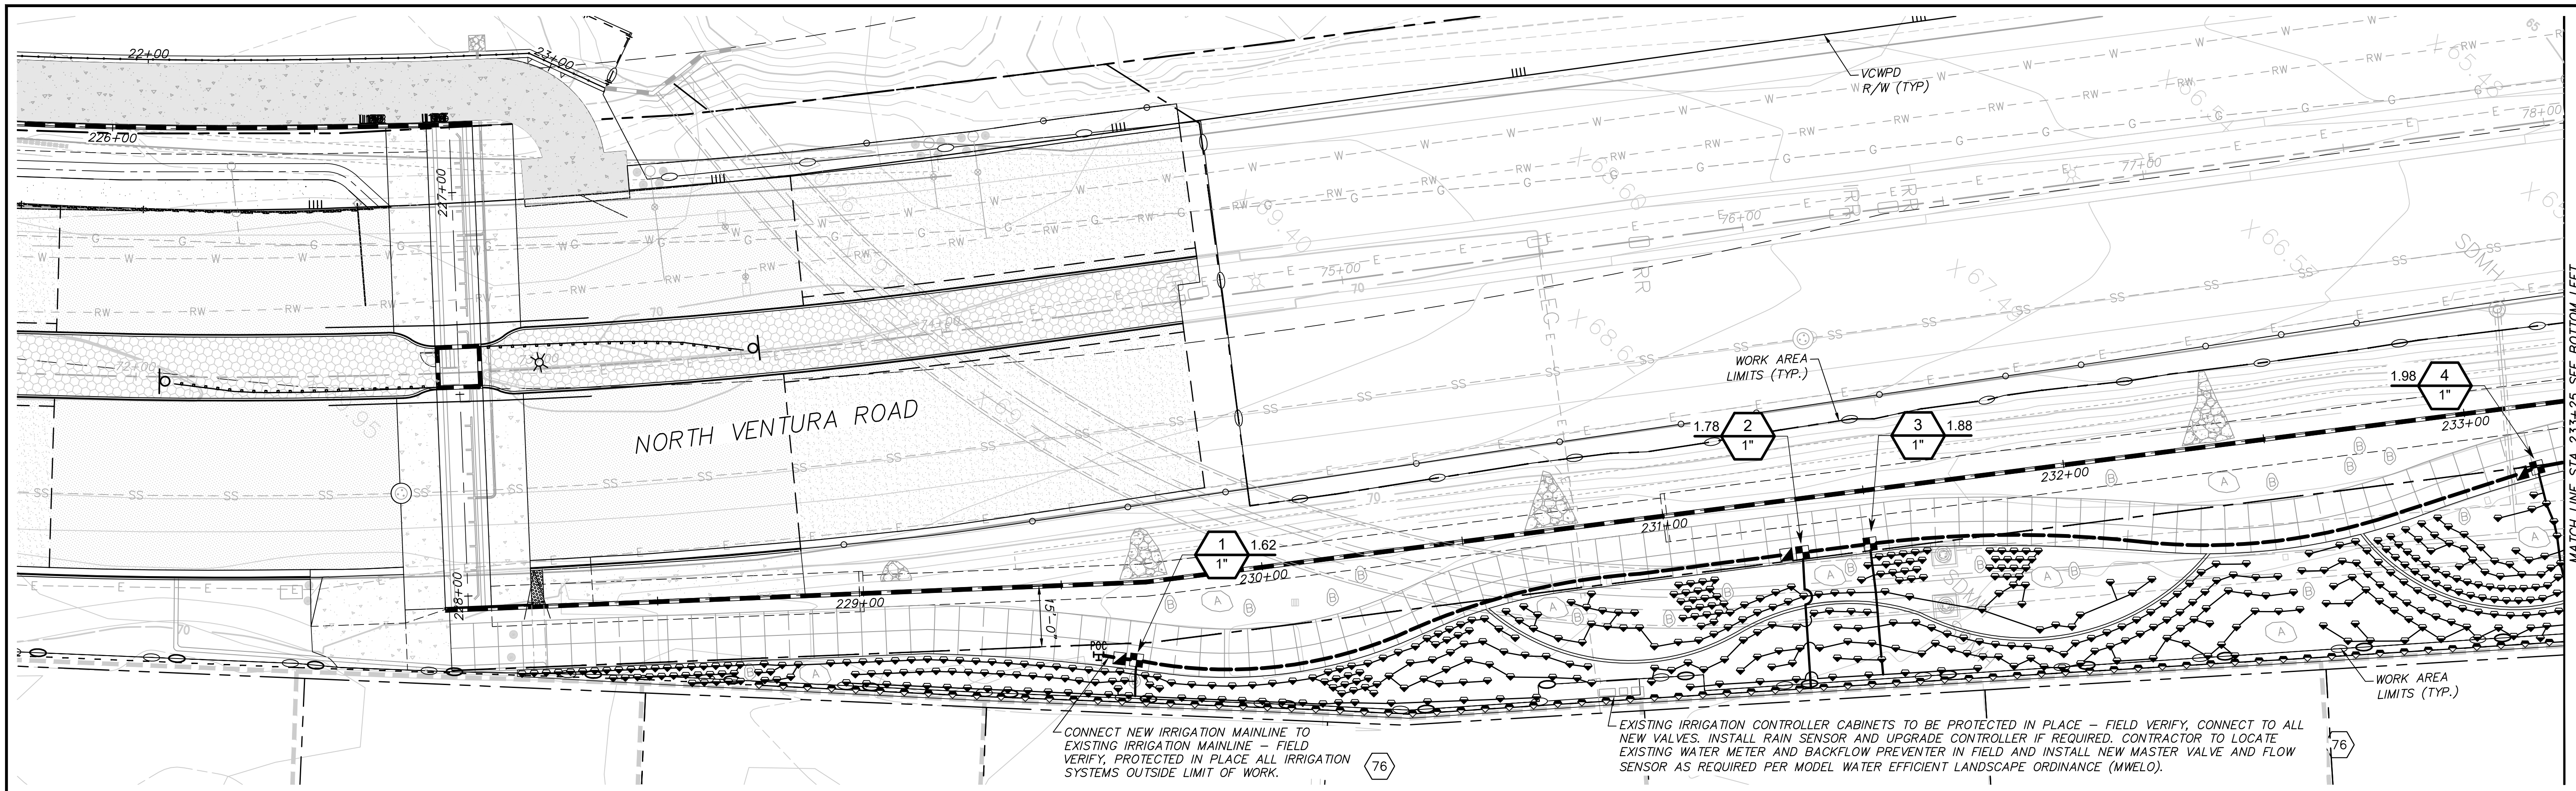 22+00
23+00
226+00
227+00
228+00
72+00
74+00
75+00
76+00
77+00
78+00
VCWPD
R/W (TYP)
NORTH VENTURA ROAD
WORK AREA
LIMITS (TYP.)
1.98
4
1"
1.78
2
1"
3
1"
1.88
1
1"
1.62
229+00
230+00
231+00
232+00
233+00
15'-0"
POC
SDMH
70
70
70
70
65
MATCH LINE STA 233+25 SEE BOTTOM LEFT
WORK AREA
LIMITS (TYP.)
CONNECT NEW IRRIGATION MAINLINE TO
EXISTING IRRIGATION MAINLINE – FIELD
VERIFY, PROTECTED IN PLACE ALL IRRIGATION
SYSTEMS OUTSIDE LIMIT OF WORK.
76
EXISTING IRRIGATION CONTROLLER CABINETS TO BE PROTECTED IN PLACE – FIELD VERIFY, CONNECT TO ALL
NEW VALVES. INSTALL RAIN SENSOR AND UPGRADE CONTROLLER IF REQUIRED. CONTRACTOR TO LOCATE
EXISTING WATER METER AND BACKFLOW PREVENTER IN FIELD AND INSTALL NEW MASTER VALVE AND FLOW
SENSOR AS REQUIRED PER MODEL WATER EFFICIENT LANDSCAPE ORDINANCE (MWELO).
76